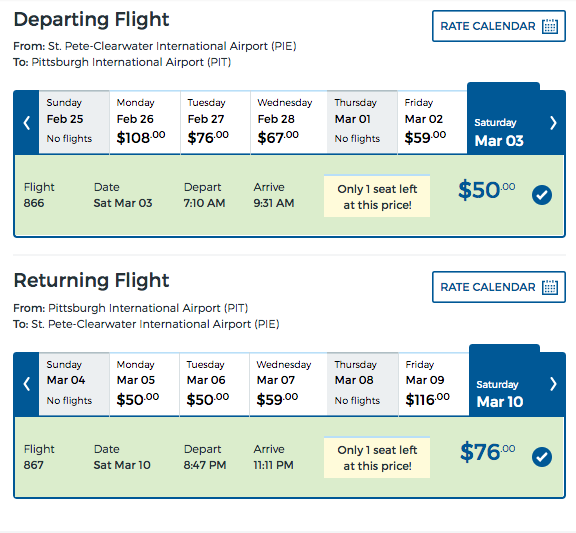 Departing Flight
RATE CALENDAR
From: St. Pete-Clearwater International Airport (PIE)
To: Pittsburgh International Airport (PIT)
Sunday Monday Tuesday Wednesday Thursday Friday Saturday
Feb 25 Feb 26 Feb 27 Feb 28 Mar 01 Mar 02 Mar 03
No flights $108.00 $76.00 $67.00 No flights $59.00
Flight Date Depart Arrive Only 1 seat left $50.00
866 Sat Mar 03 7:10 AM 9:31 AM at this price!
Returning Flight
RATE CALENDAR
From: Pittsburgh International Airport (PIT)
To: St. Pete-Clearwater International Airport (PIE)
Sunday Monday Tuesday Wednesday Thursday Friday Saturday
Mar 04 Mar 05 Mar 06 Mar 07 Mar 08 Mar 09 Mar 10
No flights $50.00 $50.00 $59.00 No flights $116.00
Flight Date Depart Arrive Only 1 seat left $76.00
867 Sat Mar 10 8:47 PM 11:11 PM at this price!